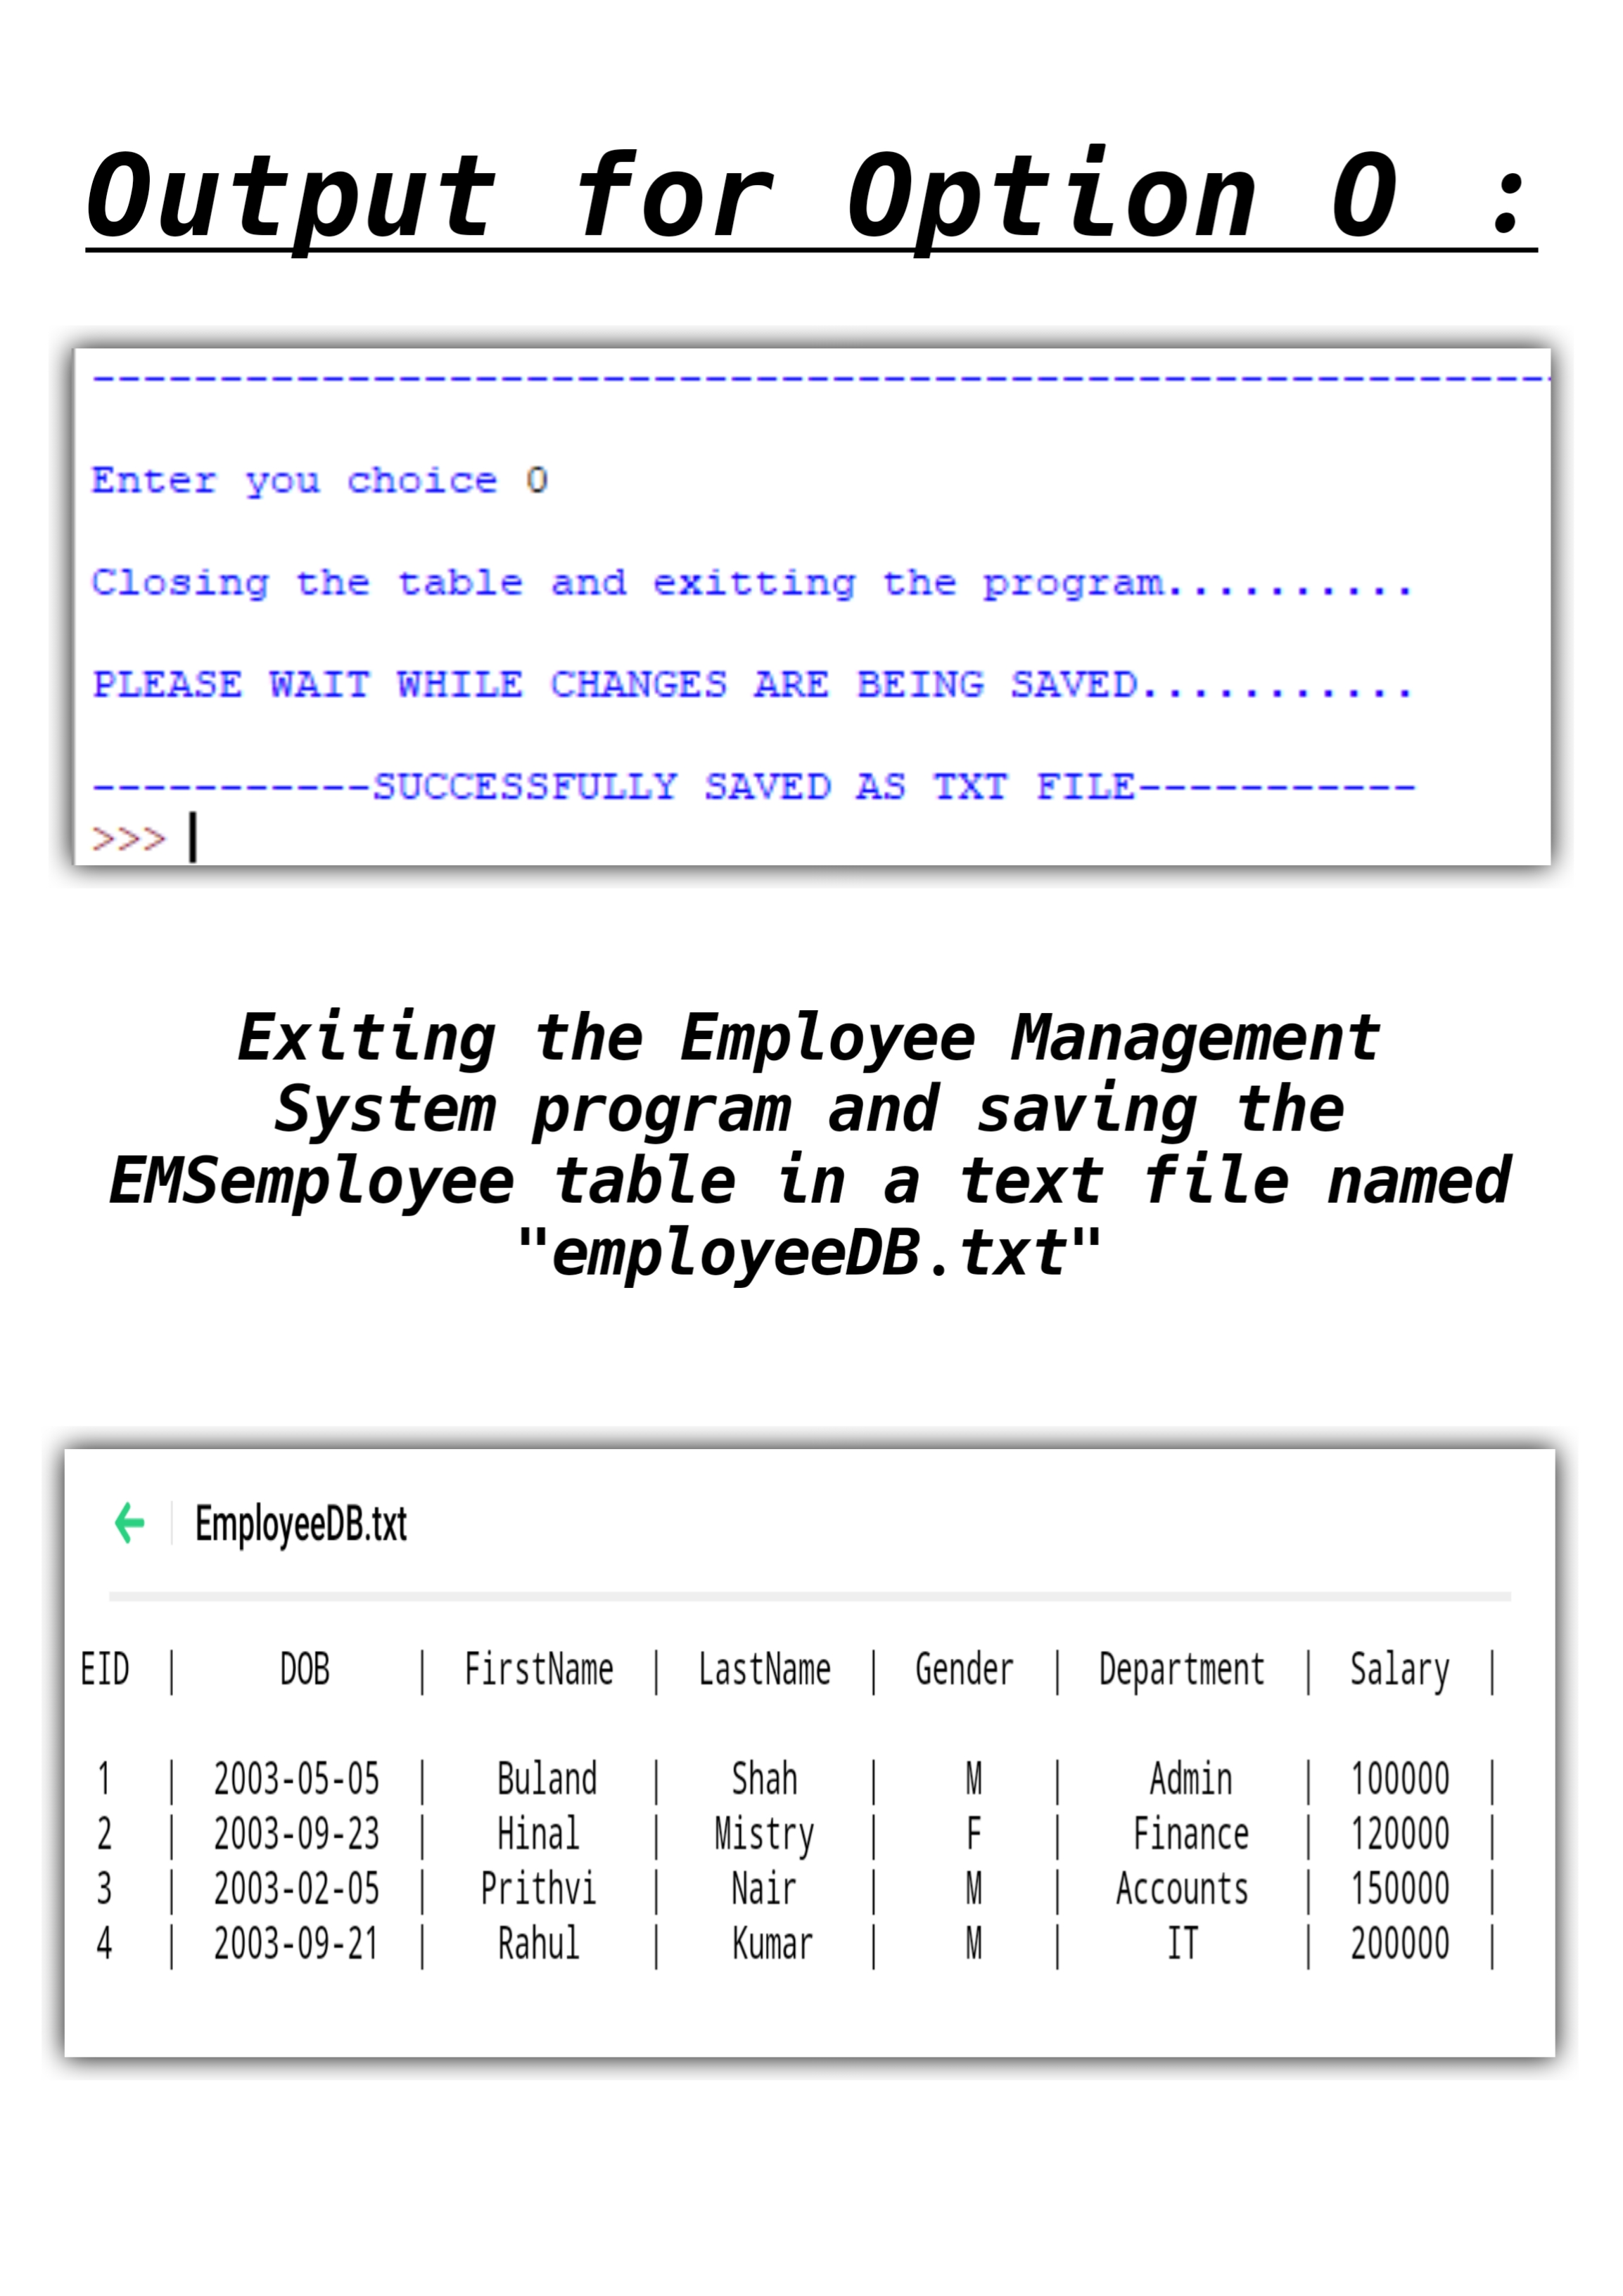 Output for Option O :
------------------------------------------------------------
Enter you choice 0
Closing the table and exitting the program..........
PLEASE WAIT WHILE CHANGES ARE BEING SAVED...........
-----------SUCCESSFULLY SAVED AS TXT FILE-----------
>>>
Exiting the Employee Management
System program and saving the
EMSemployee table in a text file named
"employeeDB.txt"
EmployeeDB.txt
EID | DOB | FirstName | LastName | Gender | Department | Salary |
1 | 2003-05-05 | Buland | Shah | M | Admin | 100000 |
2 | 2003-09-23 | Hinal | Mistry | F | Finance | 120000 |
3 | 2003-02-05 | Prithvi | Nair | M | Accounts | 150000 |
4 | 2003-09-21 | Rahul | Kumar | M | IT | 200000 |